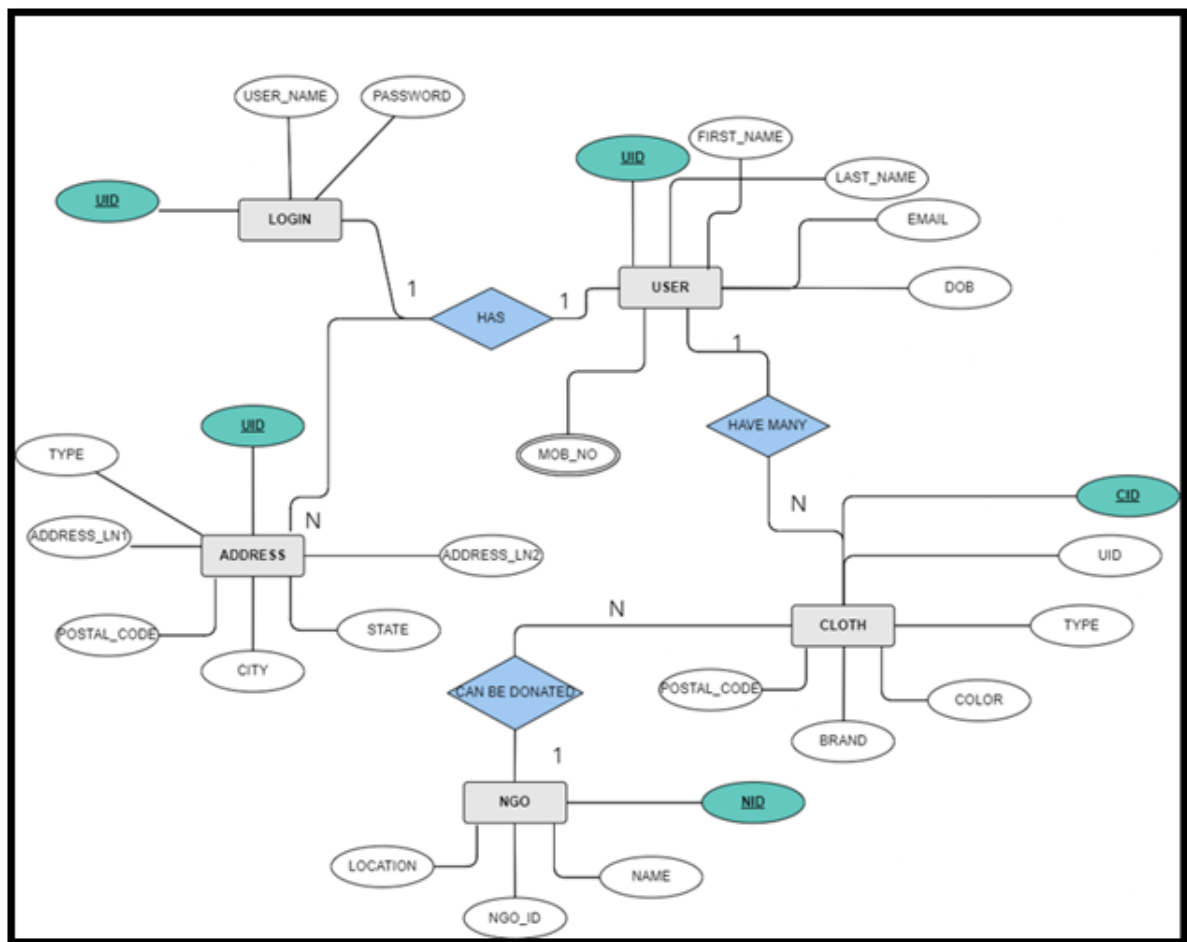 USER_NAME
PASSWORD
UID
LOGIN
UID
FIRST_NAME
LAST_NAME
EMAIL
DOB
USER
1
HAS
1
1
MOB_NO
HAVE MANY
N
UID
TYPE
ADDRESS_LN1
N
ADDRESS
ADDRESS_LN2
POSTAL_CODE
CITY
STATE
CID
UID
TYPE
N
CLOTH
POSTAL_CODE
COLOR
BRAND
CAN BE DONATED
1
NGO
NID
LOCATION
NAME
NGO_ID